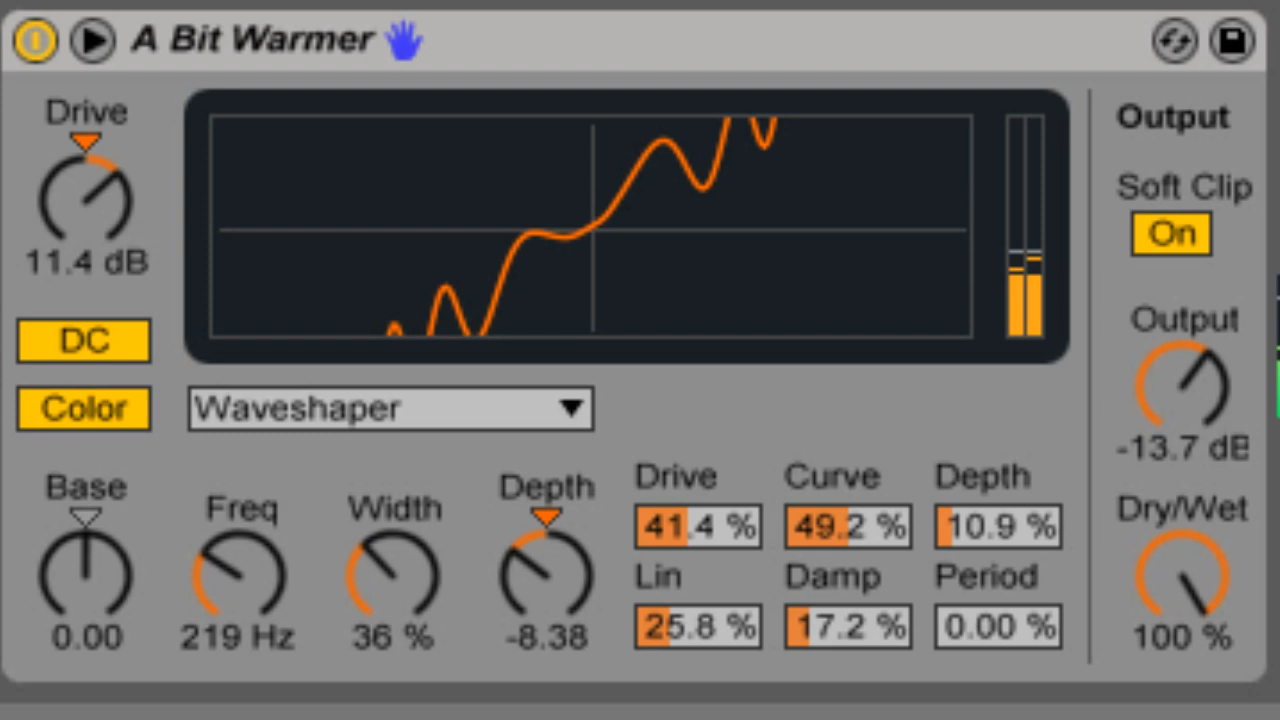 A Bit Warmer
Drive
11.4 dB
DC
Color
Waveshaper
Base
0.00
Freq
219 Hz
Width
36 %
Depth
-8.38
Drive
41.4 %
Curve
49.2 %
Depth
10.9 %
Lin
25.8 %
Damp
17.2 %
Period
0.00 %
Output
Soft Clip
On
Output
-13.7 dB
Dry/Wet
100 %